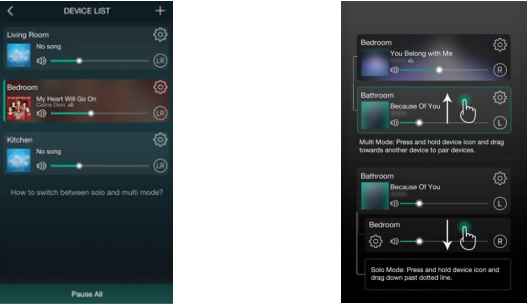 DEVICE LIST
Living Room
No song
LR
Bedroom
My Heart Will Go On
Celine Dion
LR
Kitchen
No song
LR
How to switch between solo and multi mode?
Pause All
Bedroom
You Belong with Me
R
Bathroom
Because Of You
L
Multi Mode: Press and hold device icon and drag
towards another device to pair devices.
Bathroom
Because Of You
L
Bedroom
R
Solo Mode: Press and hold device icon and
drag down past dotted line.